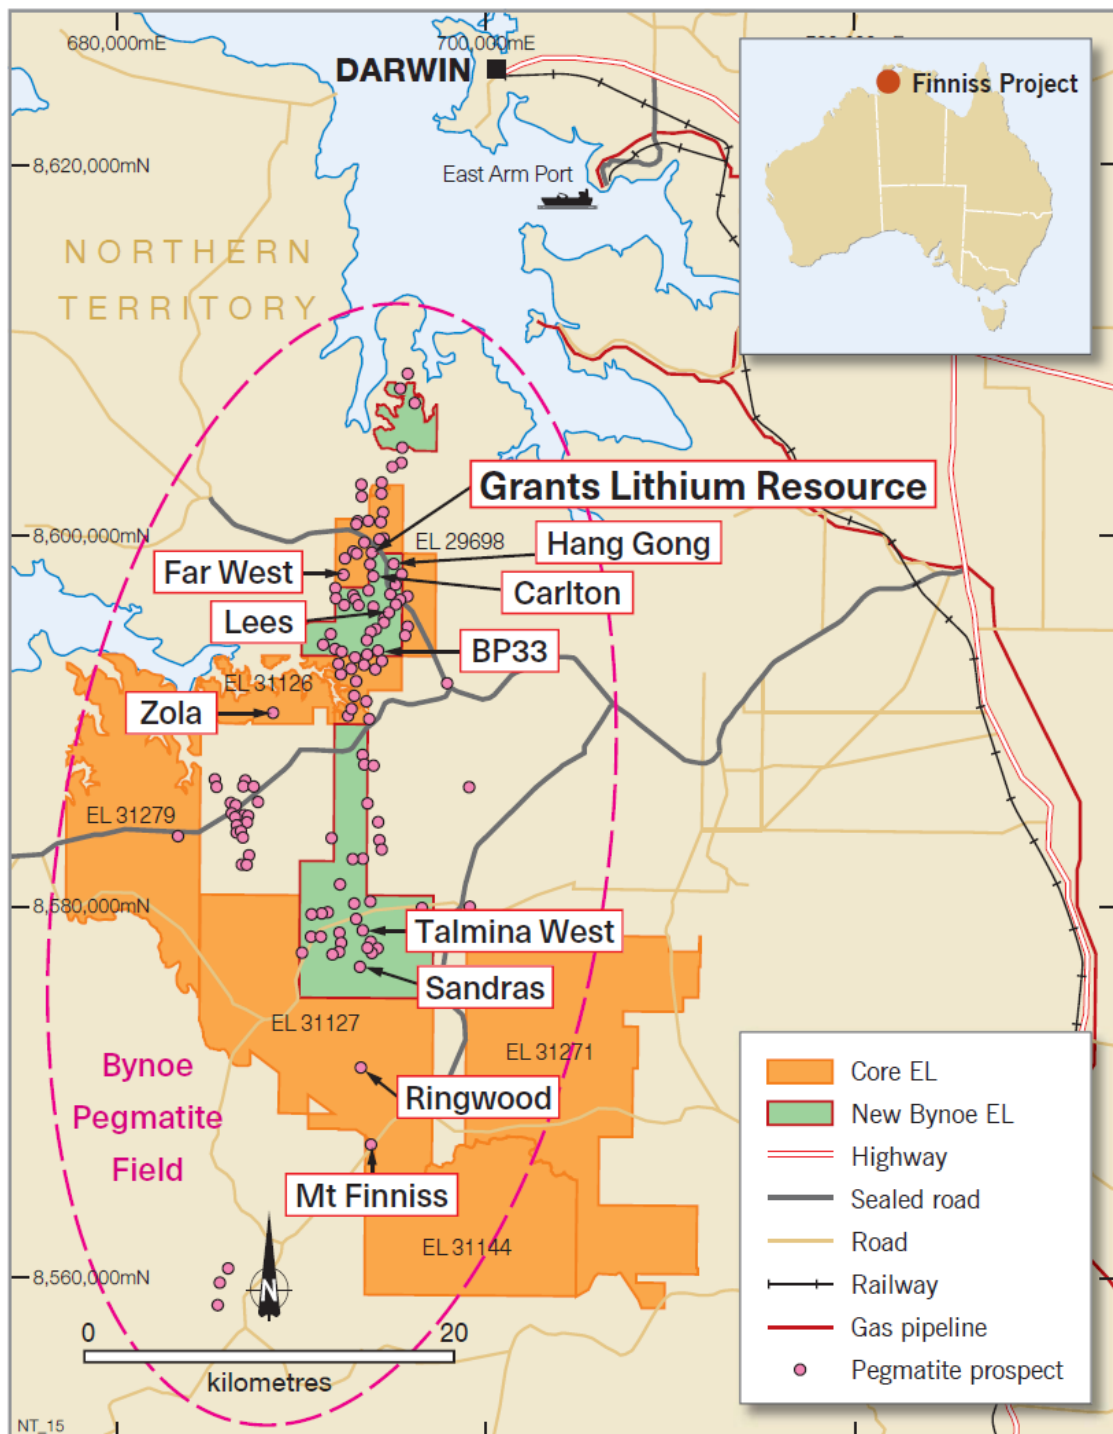 680,000mE
700,000mE
DARWIN
Finniss Project
8,620,000mN
East Arm Port
NORTHERN
TERRITORY
Grants Lithium Resource
8,600,000mN
EL 29698
Hang Gong
Far West
Carlton
Lees
BP33
EL 31126
Zola
EL 31279
8,580,000mN
Talmina West
Sandras
EL 31127
EL 31271
Bynoe
Pegmatite
Field
Ringwood
Mt Finniss
EL 31144
8,560,000mN
N
0 20
kilometres
NT_15
Core EL
New Bynoe EL
Highway
Sealed road
Road
Railway
Gas pipeline
Pegmatite prospect